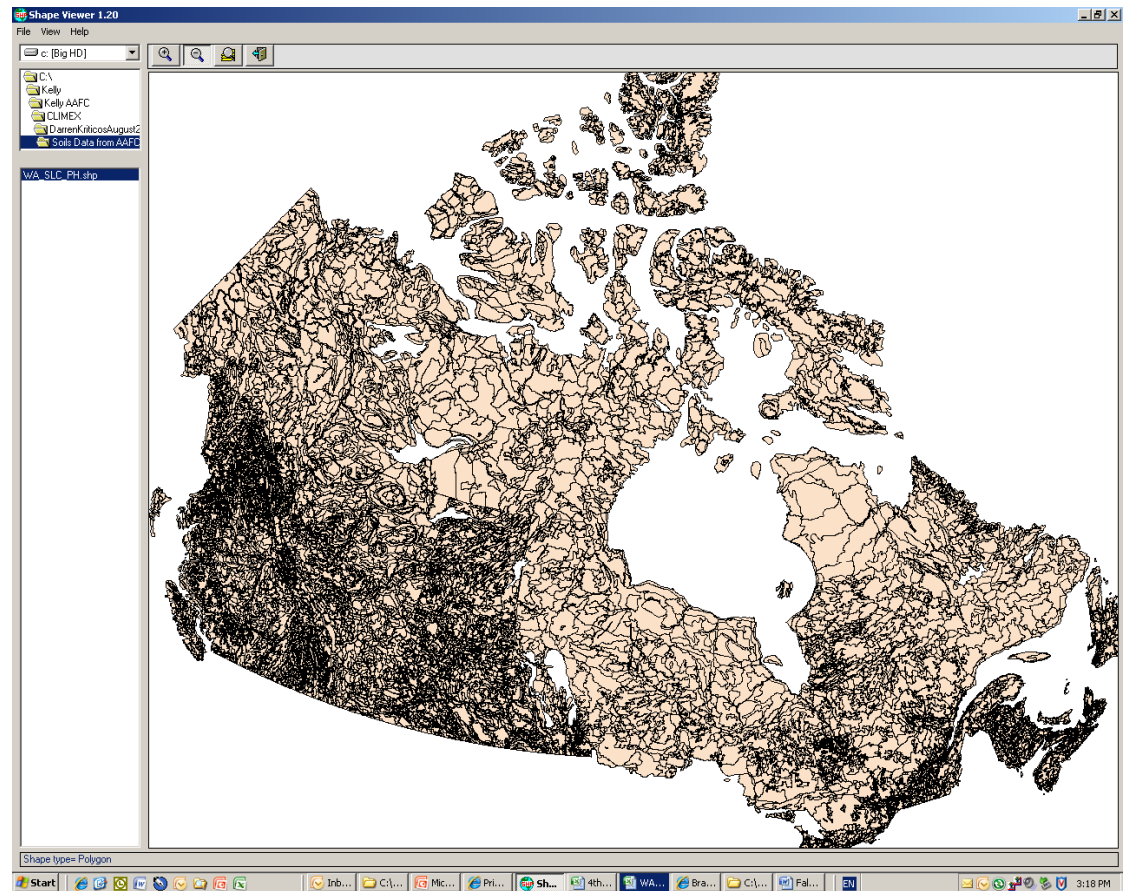 Shape Viewer 1.20
File View Help
c: [Big HD]
C:\
Kelly
Kelly AAFC
CLIMEX
DarrenKriticosAugust2
Soils Data from AAFC
WA_SLC_PH.shp
Shape type= Polygon
Start
Inb...
C:\...
Mic...
Pri...
Sh...
4th...
WA...
Bra...
C:\...
Fal...
EN
3:18 PM